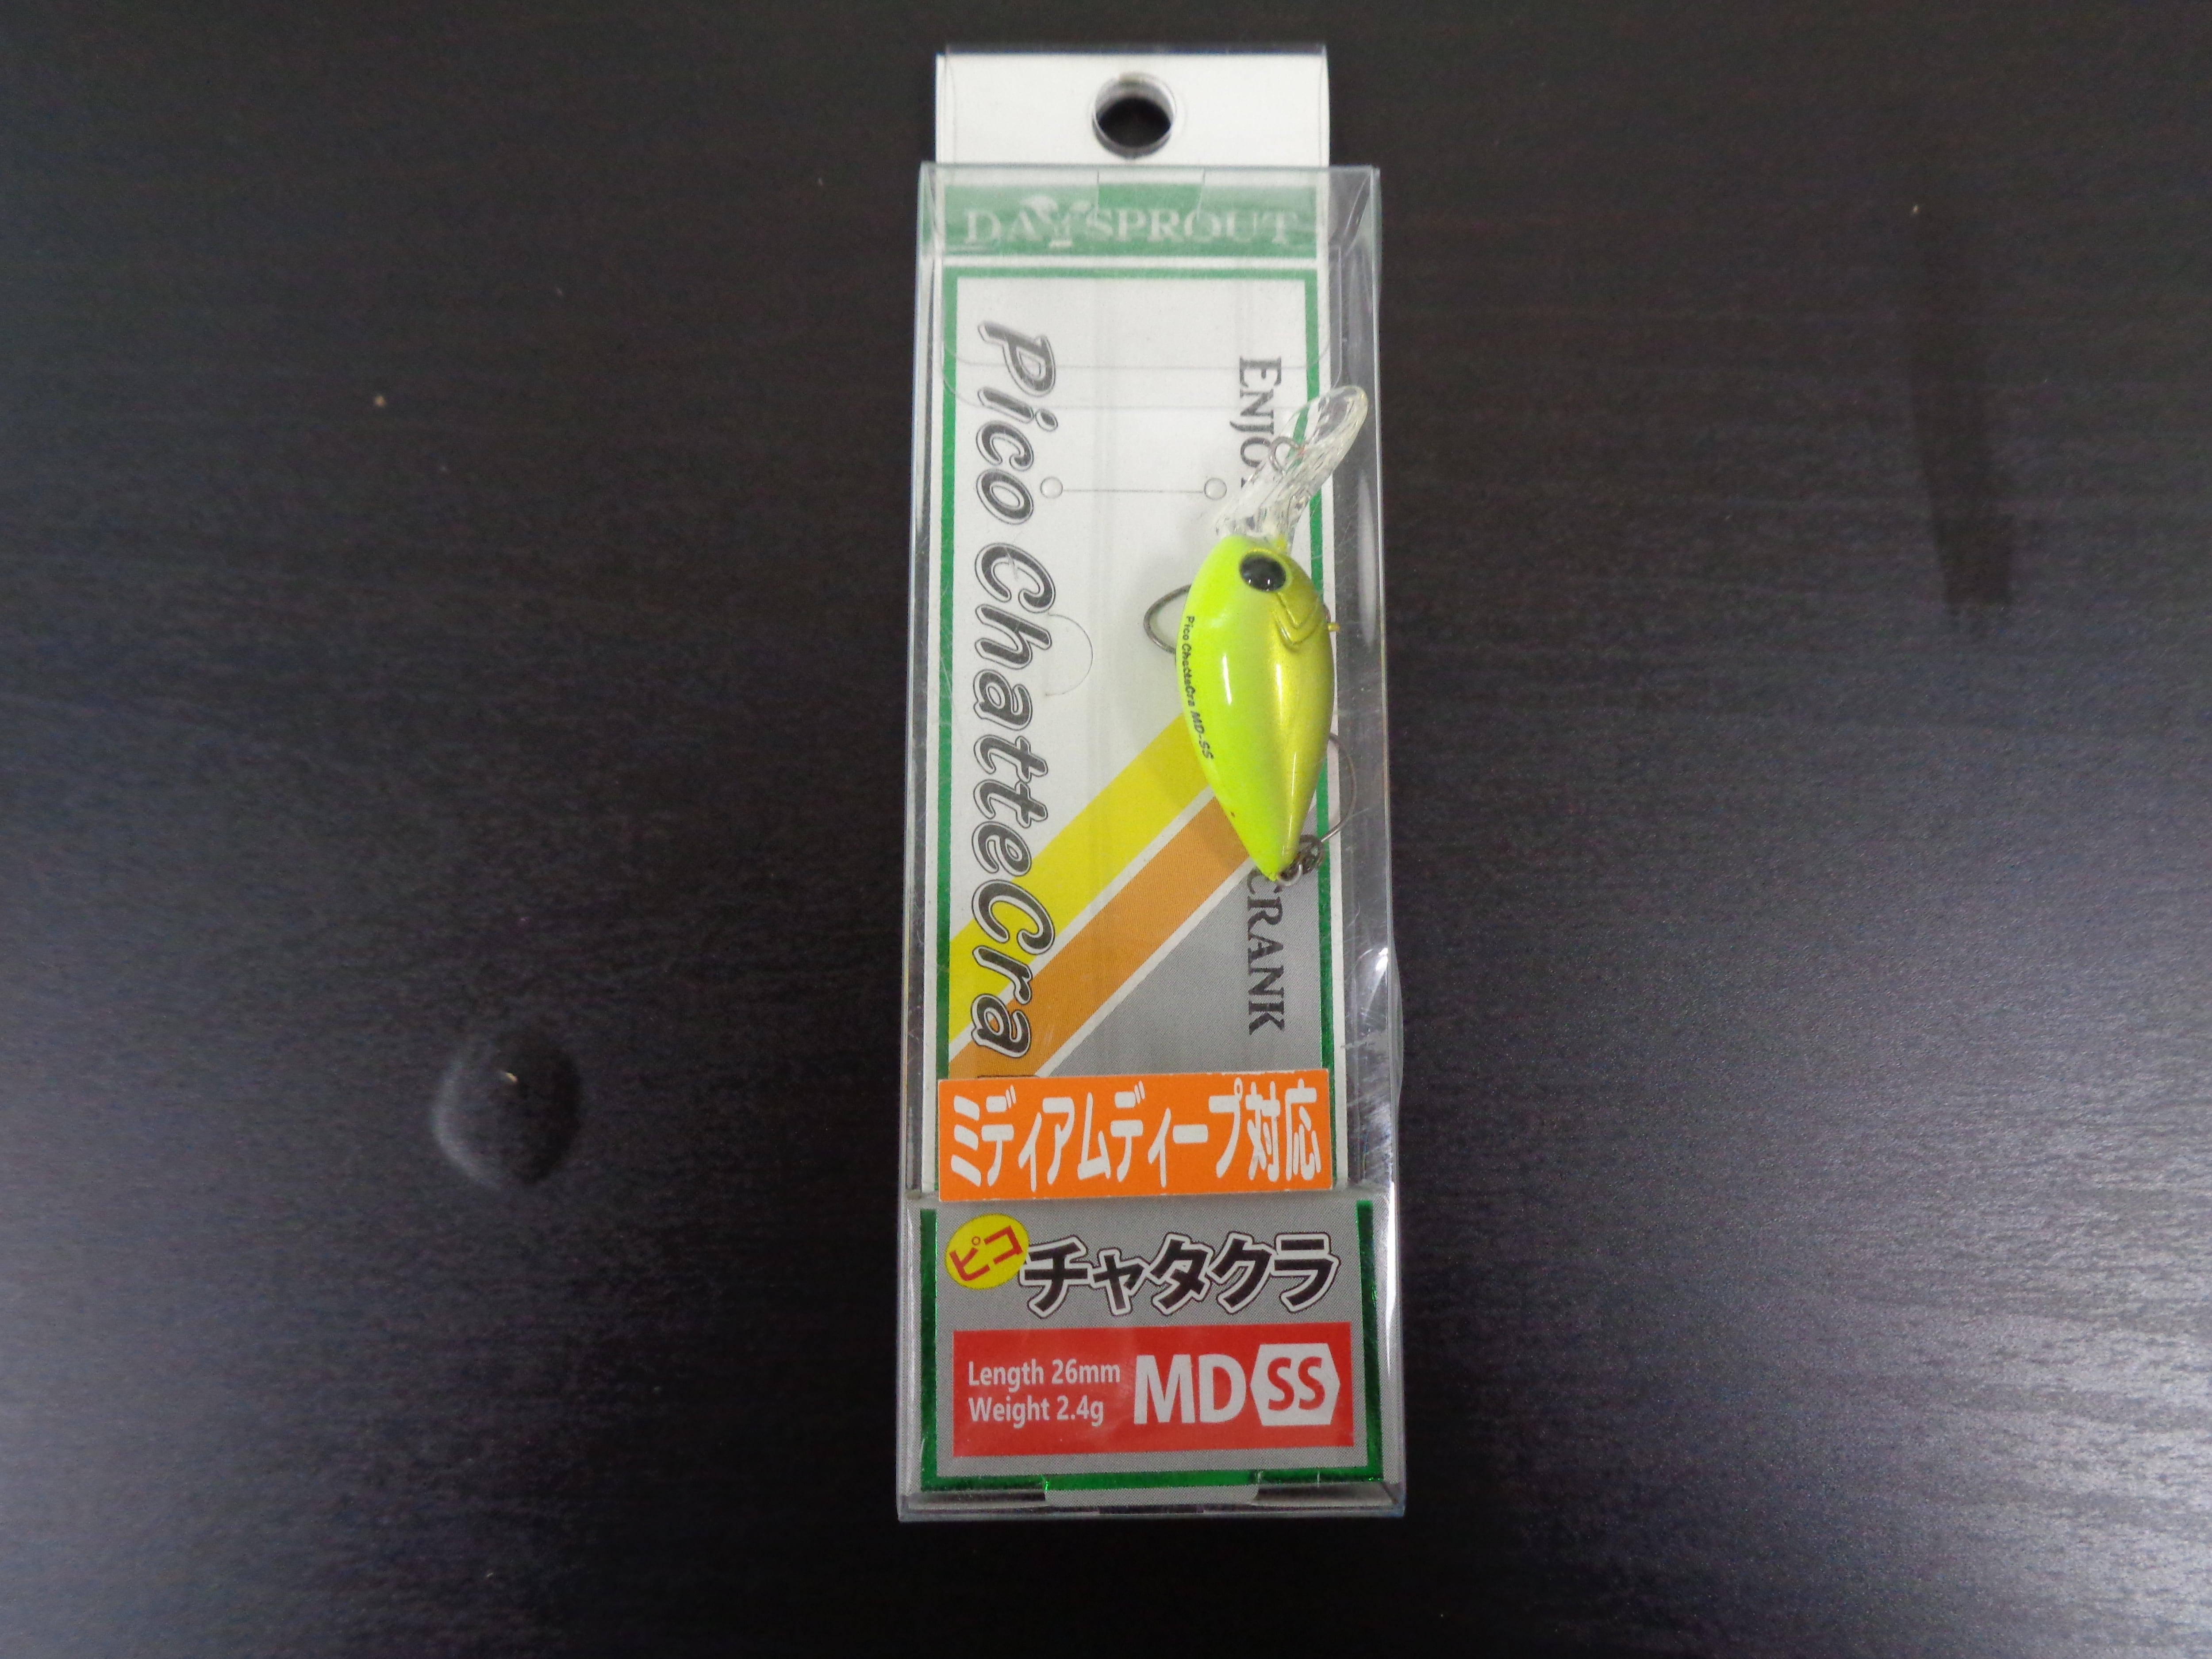 DAYSPROUT
Pico ChatteCra
ENJO
CRANK
Pico ChatteCra MD-SS
ミディアムディープ対応
ピコ
チャタクラ
Length 26mm
Weight 2.4g
MD SS